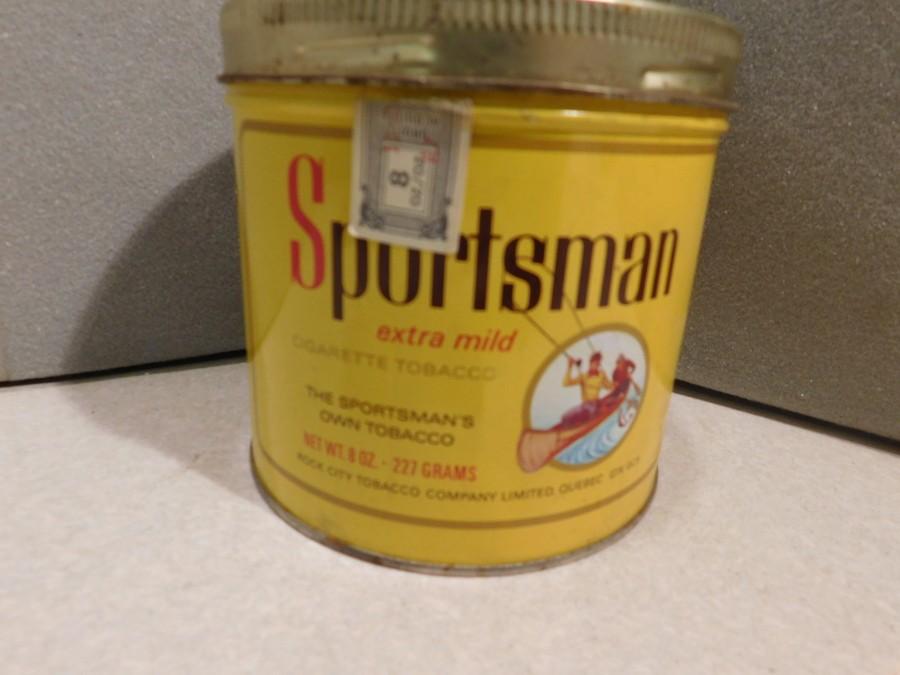 8
Sportsman
extra mild
CIGARETTE TOBACCO
THE SPORTSMAN'S
OWN TOBACCO
NET WT. 8 OZ. - 227 GRAMS
ROCK CITY TOBACCO COMPANY LIMITED, QUEBEC